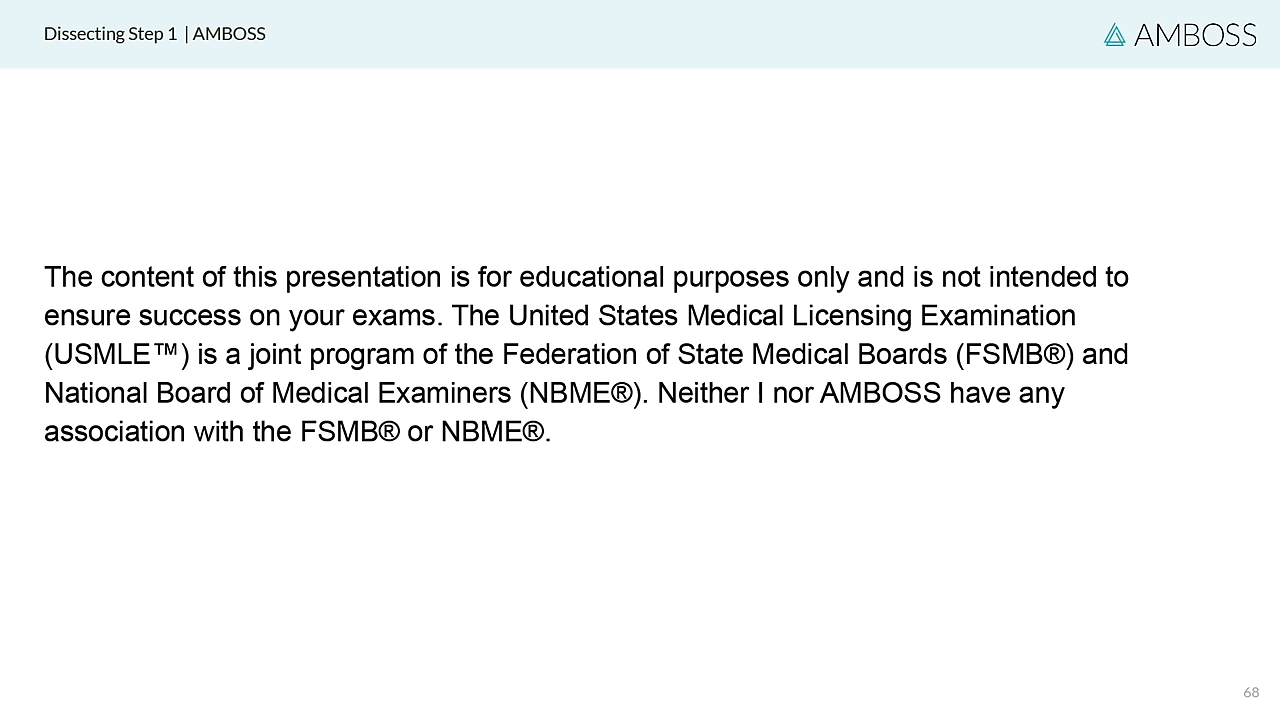 Dissecting Step 1 | AMBOSS
AMBOSS
The content of this presentation is for educational purposes only and is not intended to
ensure success on your exams. The United States Medical Licensing Examination
(USMLE™) is a joint program of the Federation of State Medical Boards (FSMB®) and
National Board of Medical Examiners (NBME®). Neither I nor AMBOSS have any
association with the FSMB® or NBME®.
68